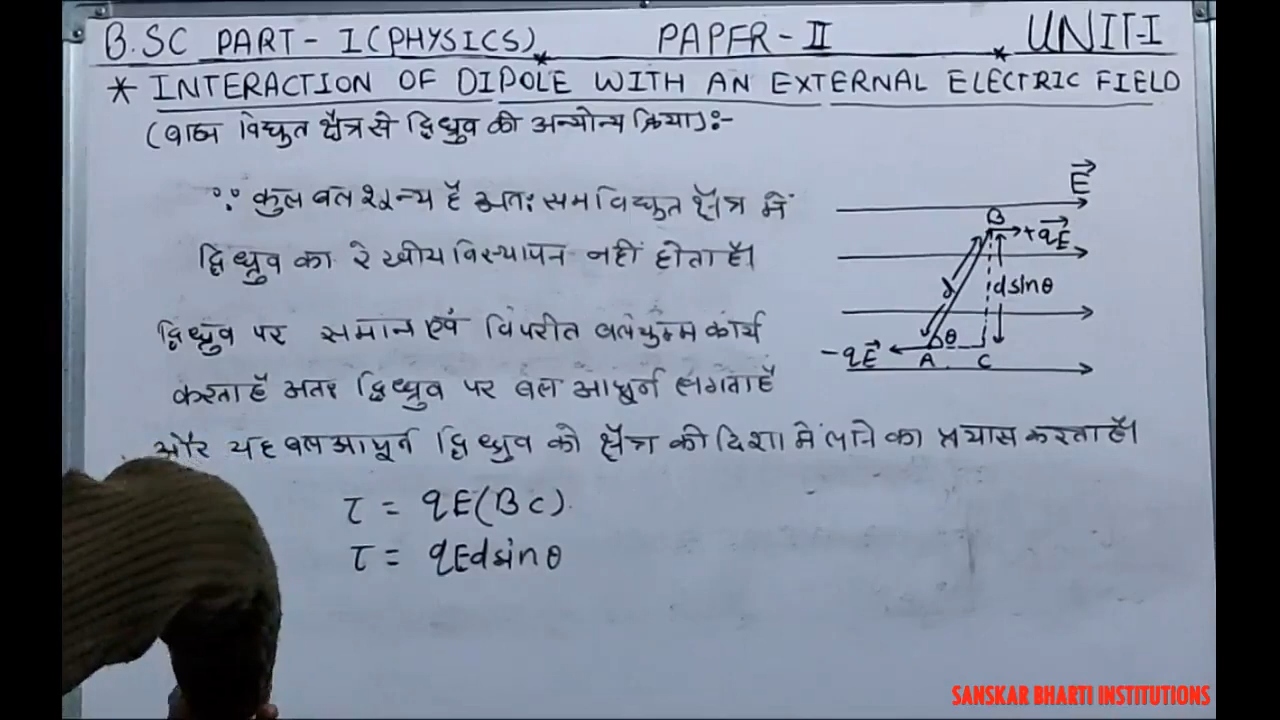 B.SC PART-I(PHYSICS) PAPER-II UNIT-I
* INTERACTION OF DIPOLE WITH AN EXTERNAL ELECTRIC FIELD
(बाह्य विद्युत क्षेत्र से द्विध्रुव की अन्योन्य क्रिया):-
∵ कुल बल शून्य है अतः सम विद्युत क्षेत्र में
द्विध्रुव का रेखीय विस्थापन नहीं होता है।
द्विध्रुव पर समान एवं विपरीत बलयुग्म कार्य
करता है अतः द्विध्रुव पर बल आघूर्ण लगता है
और यह बल आघूर्ण द्विध्रुव को क्षेत्र की दिशा में लाने का प्रयास करता है।
τ = qE(BC)
τ = qEdsinθ
E⃗
B
+qE⃗
d
dsinθ
θ
-qE⃗
A C
SANSKAR BHARTI INSTITUTIONS